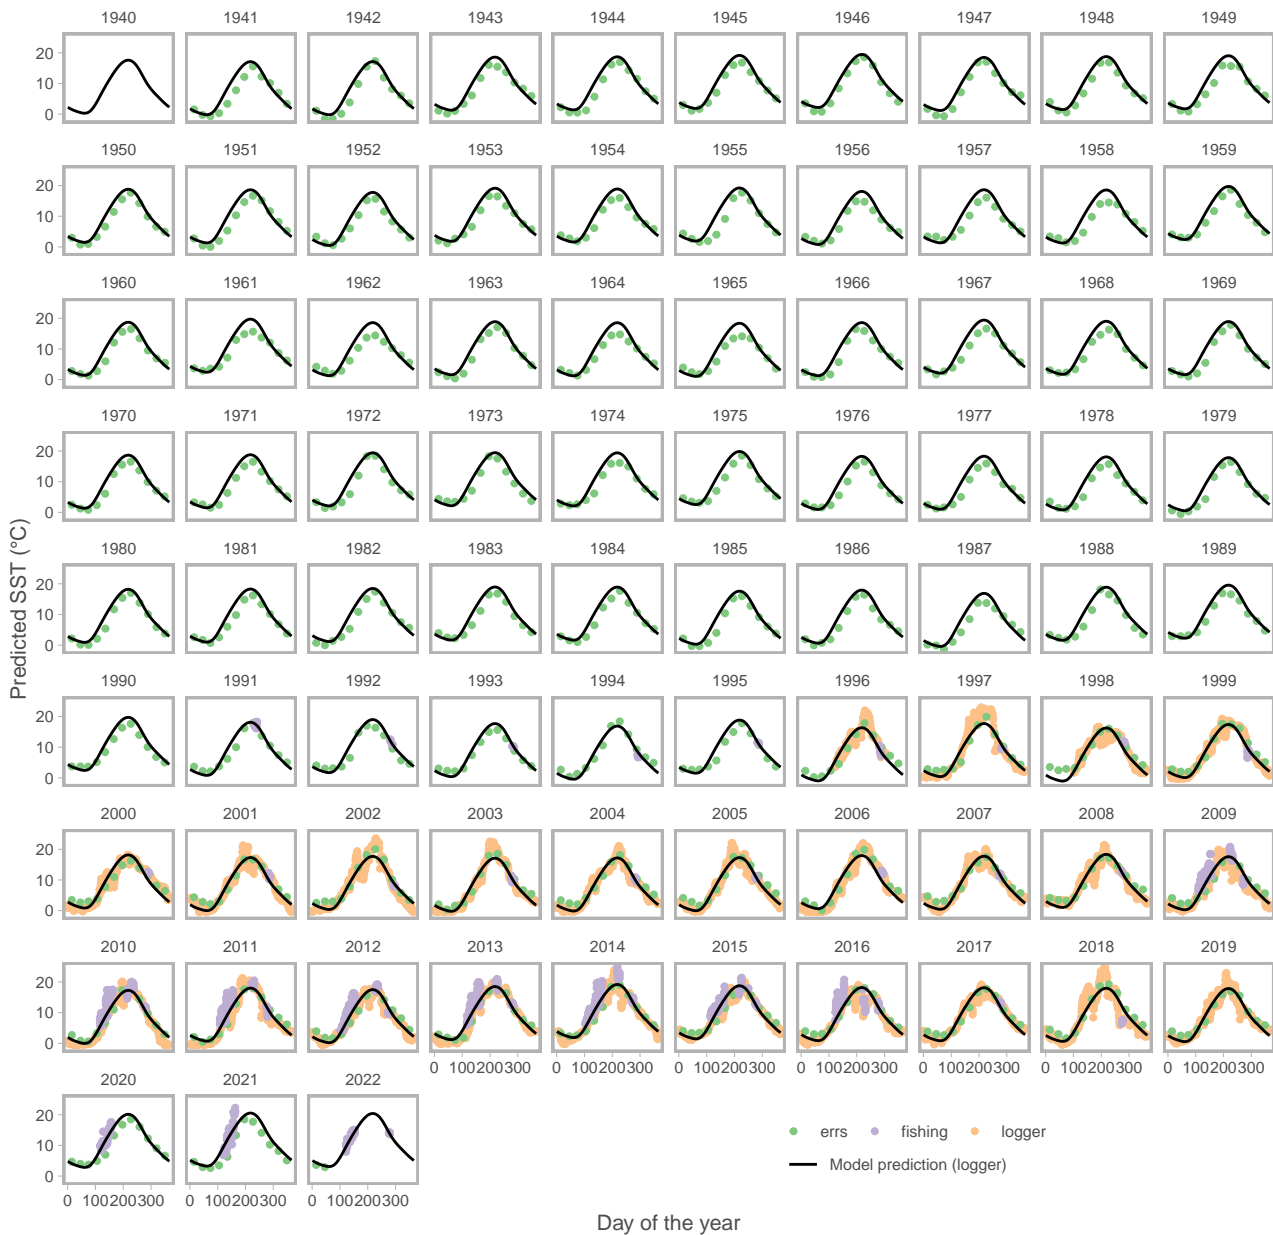 1940 1941 1942 1943 1944 1945 1946 1947 1948 1949
20
10
0
1950 1951 1952 1953 1954 1955 1956 1957 1958 1959
20
10
0
1960 1961 1962 1963 1964 1965 1966 1967 1968 1969
20
10
0
1970 1971 1972 1973 1974 1975 1976 1977 1978 1979
20
10
0
Predicted SST (°C)
1980 1981 1982 1983 1984 1985 1986 1987 1988 1989
20
10
0
1990 1991 1992 1993 1994 1995 1996 1997 1998 1999
20
10
0
2000 2001 2002 2003 2004 2005 2006 2007 2008 2009
20
10
0
2010 2011 2012 2013 2014 2015 2016 2017 2018 2019
20
10
0
0 100200300 0 100200300 0 100200300 0 100200300 0 100200300 0 100200300 0 100200300
2020 2021 2022
20
10
0
0 100200300 0 100200300 0 100200300
errs fishing logger
Model prediction (logger)
Day of the year